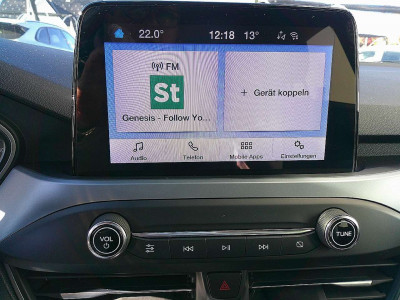 22.0° 12:18 13°
FM
St
Genesis - Follow Yo...
+ Gerät koppeln
Audio Telefon Mobile Apps Einstellungen
VOL
TUNE